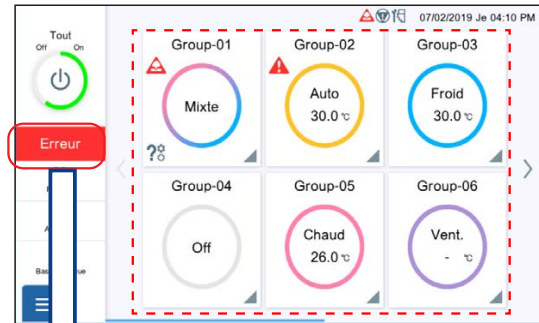 07/02/2019 Je 04:10 PM
Tout
Off On
Erreur
Group-01
Mixte
Group-02
Auto
30.0 °C
Group-03
Froid
30.0 °C
Group-04
Off
Group-05
Chaud
26.0 °C
Group-06
Vent.
- °C